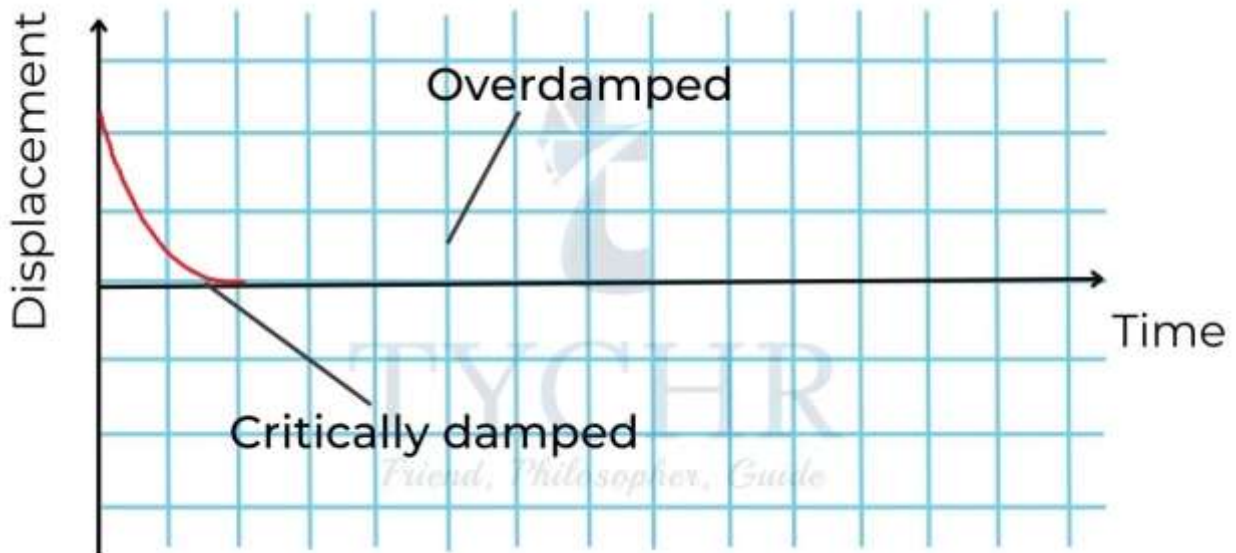 Displacement
Overdamped
Time
TYCHR
Critically damped
Friend, Philosopher, Guide